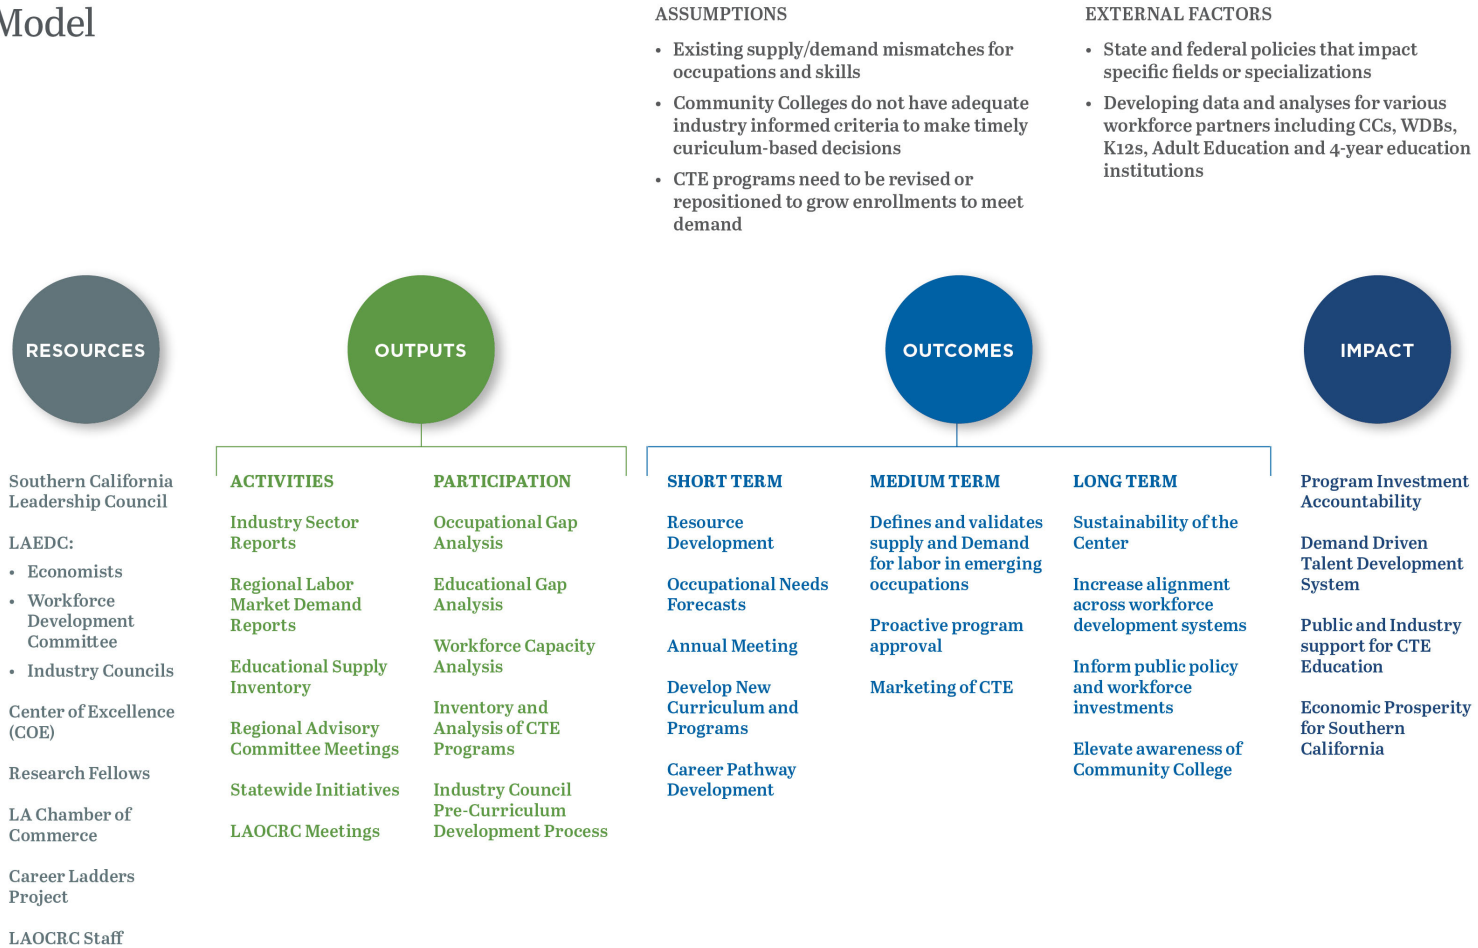 Model
ASSUMPTIONS
• Existing supply/demand mismatches for
occupations and skills
• Community Colleges do not have adequate
industry informed criteria to make timely
curiculum-based decisions
• CTE programs need to be revised or
repositioned to grow enrollments to meet
demand
EXTERNAL FACTORS
• State and federal policies that impact
specific fields or specializations
• Developing data and analyses for various
workforce partners including CCs, WDBs,
K12s, Adult Education and 4-year education
institutions
RESOURCES
Southern California
Leadership Council
LAEDC:
• Economists
• Workforce
Development
Committee
• Industry Councils
Center of Excellence
(COE)
Research Fellows
LA Chamber of
Commerce
Career Ladders
Project
LAOCRC Staff
OUTPUTS
ACTIVITIES
Industry Sector
Reports
Regional Labor
Market Demand
Reports
Educational Supply
Inventory
Regional Advisory
Committee Meetings
Statewide Initiatives
LAOCRC Meetings
PARTICIPATION
Occupational Gap
Analysis
Educational Gap
Analysis
Workforce Capacity
Analysis
Inventory and
Analysis of CTE
Programs
Industry Council
Pre-Curriculum
Development Process
OUTCOMES
SHORT TERM
Resource
Development
Occupational Needs
Forecasts
Annual Meeting
Develop New
Curriculum and
Programs
Career Pathway
Development
MEDIUM TERM
Defines and validates
supply and Demand
for labor in emerging
occupations
Proactive program
approval
Marketing of CTE
LONG TERM
Sustainability of the
Center
Increase alignment
across workforce
development systems
Inform public policy
and workforce
investments
Elevate awareness of
Community College
IMPACT
Program Investment
Accountability
Demand Driven
Talent Development
System
Public and Industry
support for CTE
Education
Economic Prosperity
for Southern
California